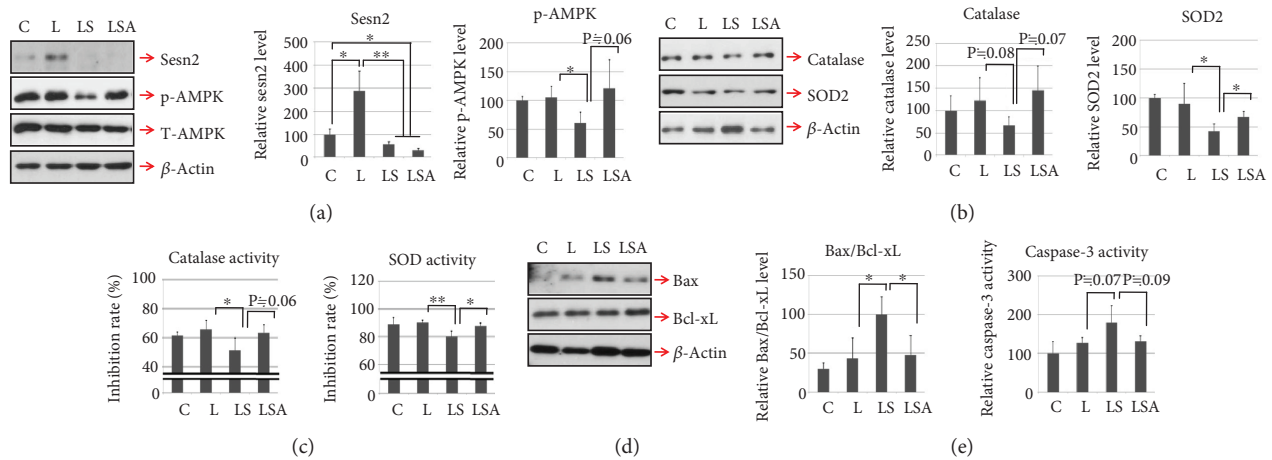 C L LS LSA
Sesn2
p-AMPK
T-AMPK
β-Actin
Sesn2
Relative sesn2 level
500
400
300
200
100
0
*
*
**
C L LS LSA
p-AMPK
Relative p-AMPK level
200
150
100
50
0
*
P≒0.06
C L LS LSA
(a)
C L LS LSA
Catalase
SOD2
β-Actin
Catalase
Relative catalase level
250
200
150
100
50
0
P≒0.08
P≒0.07
C L LS LSA
SOD2
Relative SOD2 level
200
150
100
50
0
*
*
C L LS LSA
(b)
Catalase activity
Inhibition rate (%)
100
80
60
40
0
*
P≒0.06
C L LS LSA
SOD activity
Inhibition rate (%)
120
100
80
60
0
**
*
C L LS LSA
(c)
C L LS LSA
Bax
Bcl-xL
β-Actin
(d)
Bax/Bcl-xL
Relative Bax/Bcl-xL level
150
100
50
0
*
*
C L LS LSA
Caspase-3 activity
Relative caspase-3 activity
300
200
100
0
P≒0.07
P≒0.09
C L LS LSA
(e)